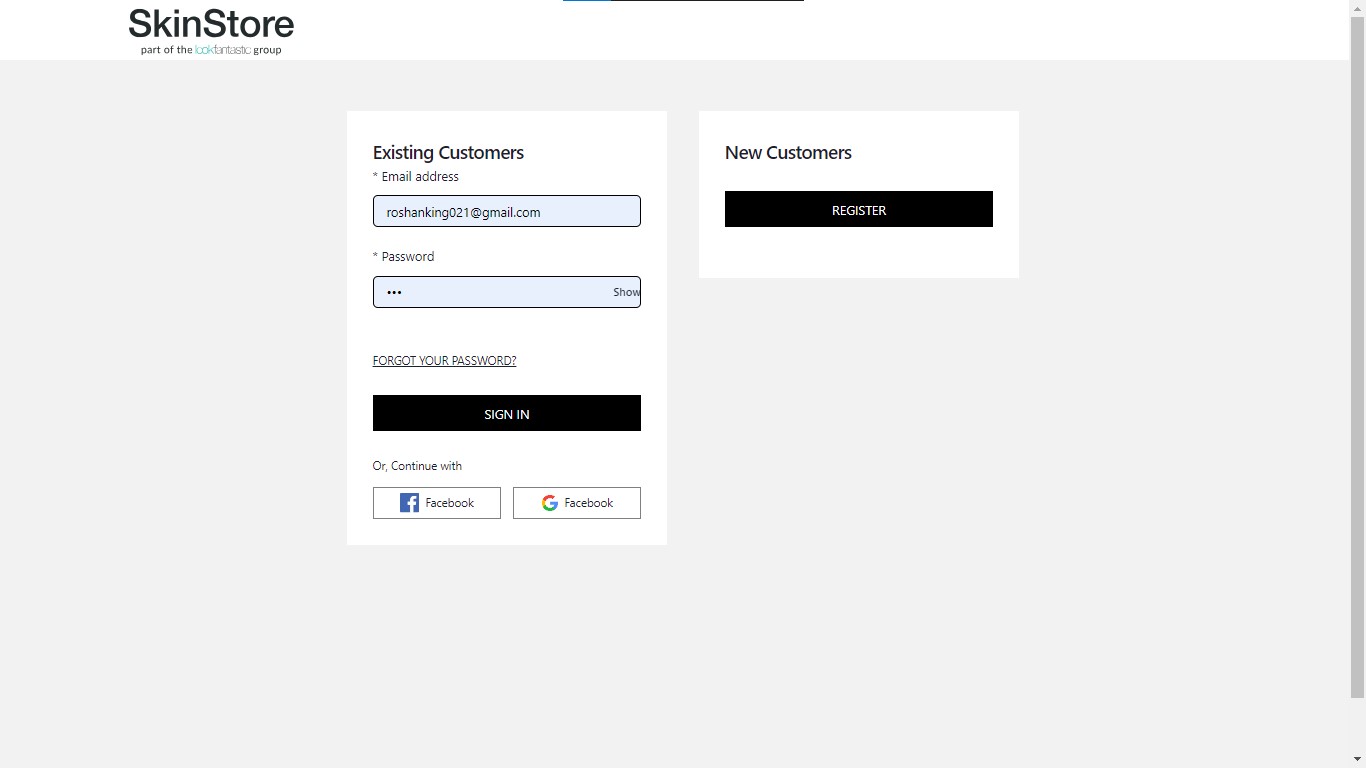 SkinStore
part of the lookfantastic group
Existing Customers
* Email address
roshanking021@gmail.com
* Password
•••
Show
FORGOT YOUR PASSWORD?
SIGN IN
Or, Continue with
Facebook
Facebook
New Customers
REGISTER